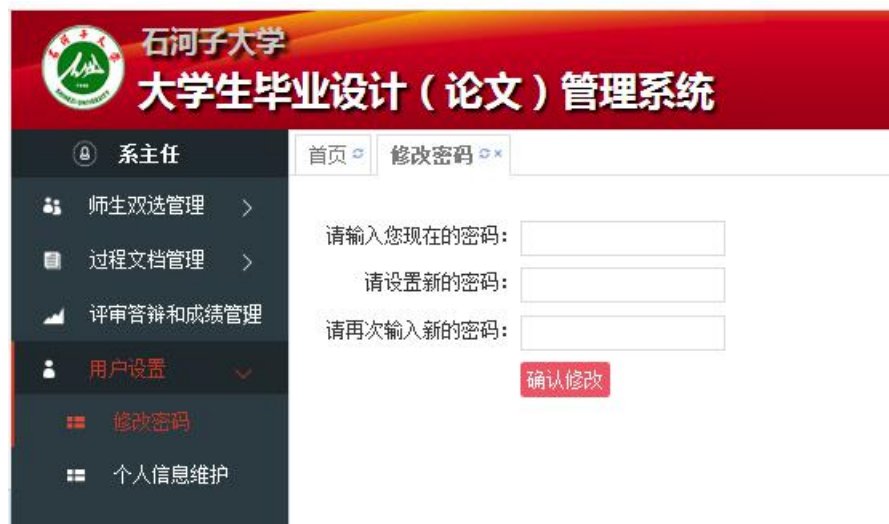 石河子大学
大学生毕业设计（论文）管理系统
系主任
首页
修改密码
师生双选管理
过程文档管理
评审答辩和成绩管理
用户设置
修改密码
个人信息维护
请输入您现在的密码：
请设置新的密码：
请再次输入新的密码：
确认修改